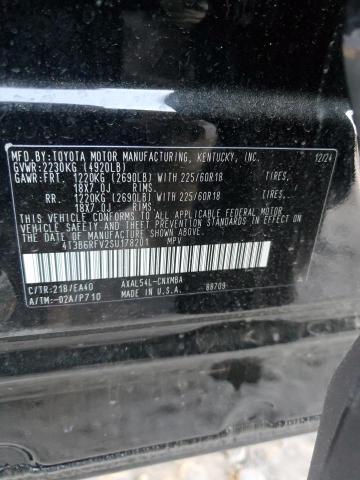 MFD.BY:TOYOTA MOTOR MANUFACTURING, KENTUCKY, INC. 12/24
GVWR:2230KG (4920LB)
GAWR:FRT. 1220KG (2690LB) WITH 225/60R18
18X7.0J RIMS,
RR. 1220KG (2690LB) WITH 225/60R18
18X7.0J RIMS,
THIS VEHICLE CONFORMS TO ALL APPLICABLE FEDERAL MOTOR
VEHICLE SAFETY AND THEFT PREVENTION STANDARDS IN
EFFECT ON THE DATE OF MANUFACTURE SHOWN ABOVE.
4T3B6RFV2SU178201 MPV
C/TR:218/EA40 AXAL54L-CNXMBA
A/TM:-02A/P710 MADE IN U.S.A. 88709